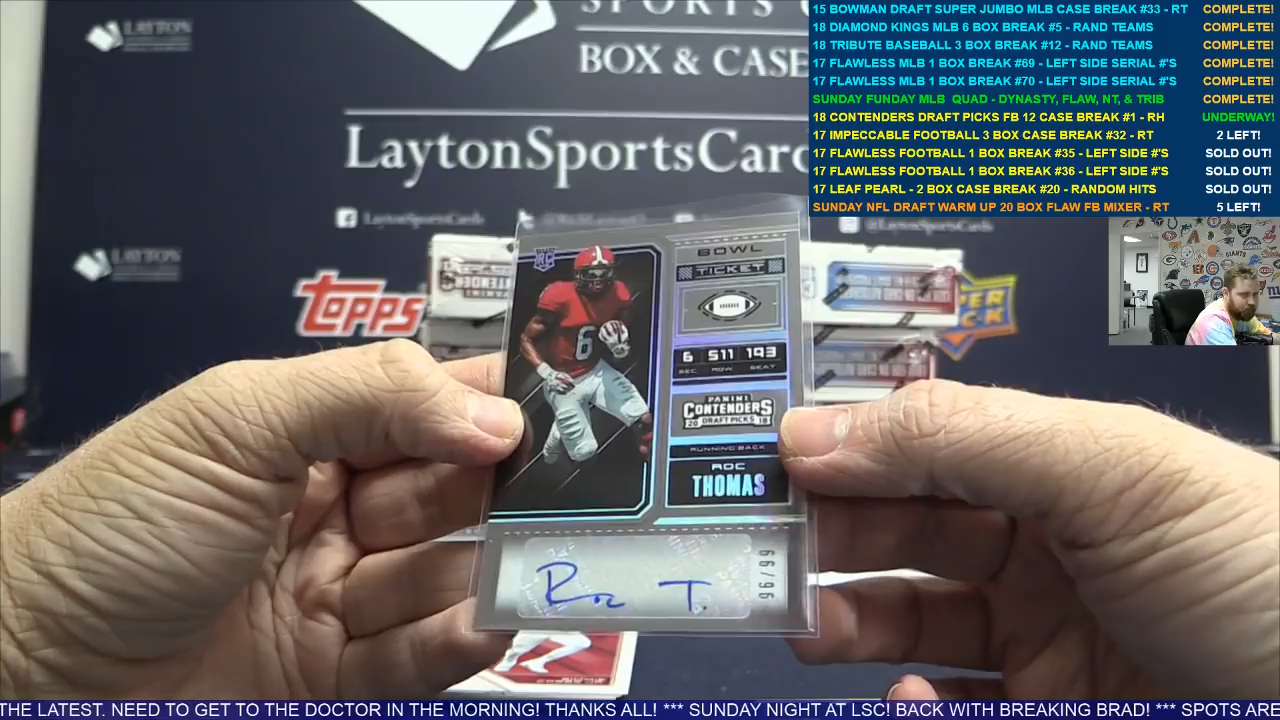 15 BOWMAN DRAFT SUPER JUMBO MLB CASE BREAK #33 - RT COMPLETE!
18 DIAMOND KINGS MLB 6 BOX BREAK #5 - RAND TEAMS COMPLETE!
18 TRIBUTE BASEBALL 3 BOX BREAK #12 - RAND TEAMS COMPLETE!
17 FLAWLESS MLB 1 BOX BREAK #69 - LEFT SIDE SERIAL #'S COMPLETE!
17 FLAWLESS MLB 1 BOX BREAK #70 - LEFT SIDE SERIAL #'S COMPLETE!
SUNDAY FUNDAY MLB QUAD - DYNASTY, FLAW, NT, & TRIB COMPLETE!
18 CONTENDERS DRAFT PICKS FB 12 CASE BREAK #1 - RH UNDERWAY!
17 IMPECCABLE FOOTBALL 3 BOX CASE BREAK #32 - RT 2 LEFT!
17 FLAWLESS FOOTBALL 1 BOX BREAK #35 - LEFT SIDE #'S SOLD OUT!
17 FLAWLESS FOOTBALL 1 BOX BREAK #36 - LEFT SIDE #'S SOLD OUT!
17 LEAF PEARL - 2 BOX CASE BREAK #20 - RANDOM HITS SOLD OUT!
SUNDAY NFL DRAFT WARM UP 20 BOX FLAW FB MIXER - RT 5 LEFT!
SPORTS
BOX & CASE
LaytonSportsCard
LaytonSportsCards
@LaytonSportsCards
LAYTON
topps
RC
BOWL
TICKET
6 511 193
SEC ROW SEAT
PANINI
CONTENDERS
20 DRAFT PICKS 18
RUNNING BACK
ROC
THOMAS
6
Roc T.
96/99
THE LATEST. NEED TO GET TO THE DOCTOR IN THE MORNING! THANKS ALL! *** SUNDAY NIGHT AT LSC! BACK WITH BREAKING BRAD! *** SPOTS ARE